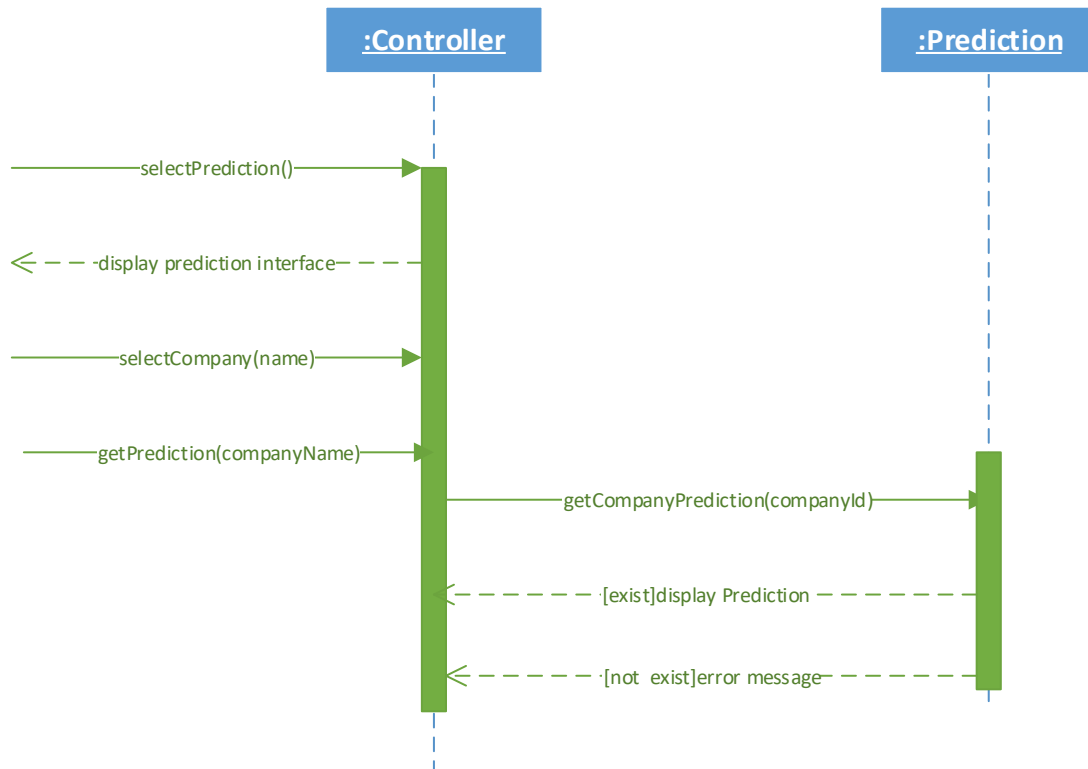 :Controller
:Prediction
selectPrediction()
display prediction interface
selectCompany(name)
getPrediction(companyName)
getCompanyPrediction(companyId)
[exist]display Prediction
[not  exist]error message